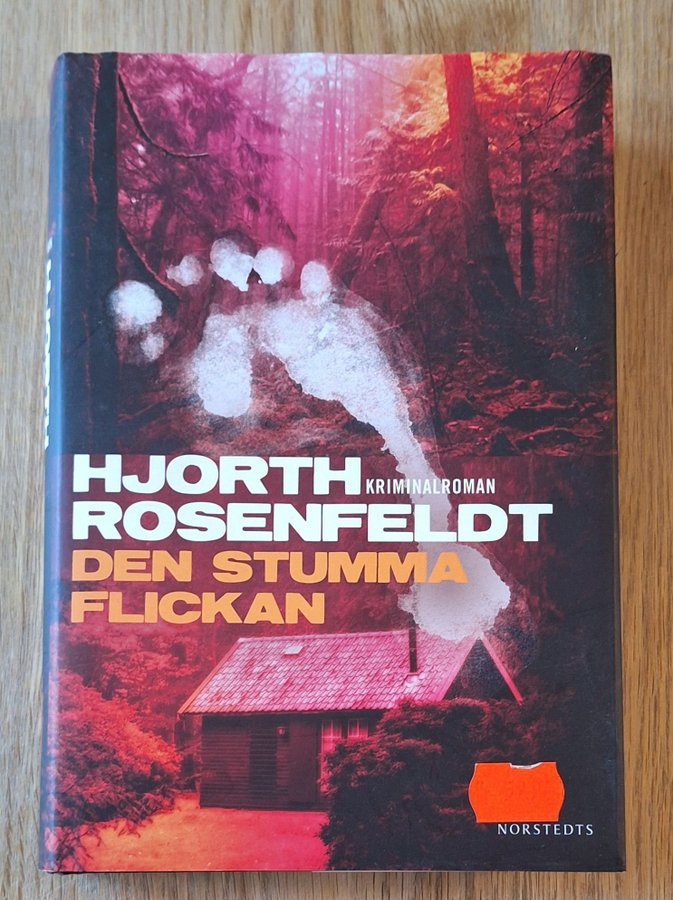 HJORTH
KRIMINALROMAN
ROSENFELDT
DEN STUMMA
FLICKAN
NORSTEDTS